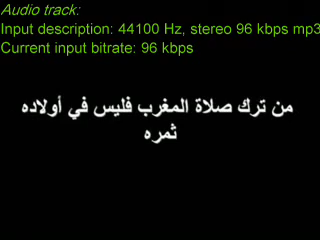 Audio track:
Input description: 44100 Hz, stereo 96 kbps mp3
Current input bitrate: 96 kbps
من ترك صلاة المغرب فليس في أولاده
ثمره